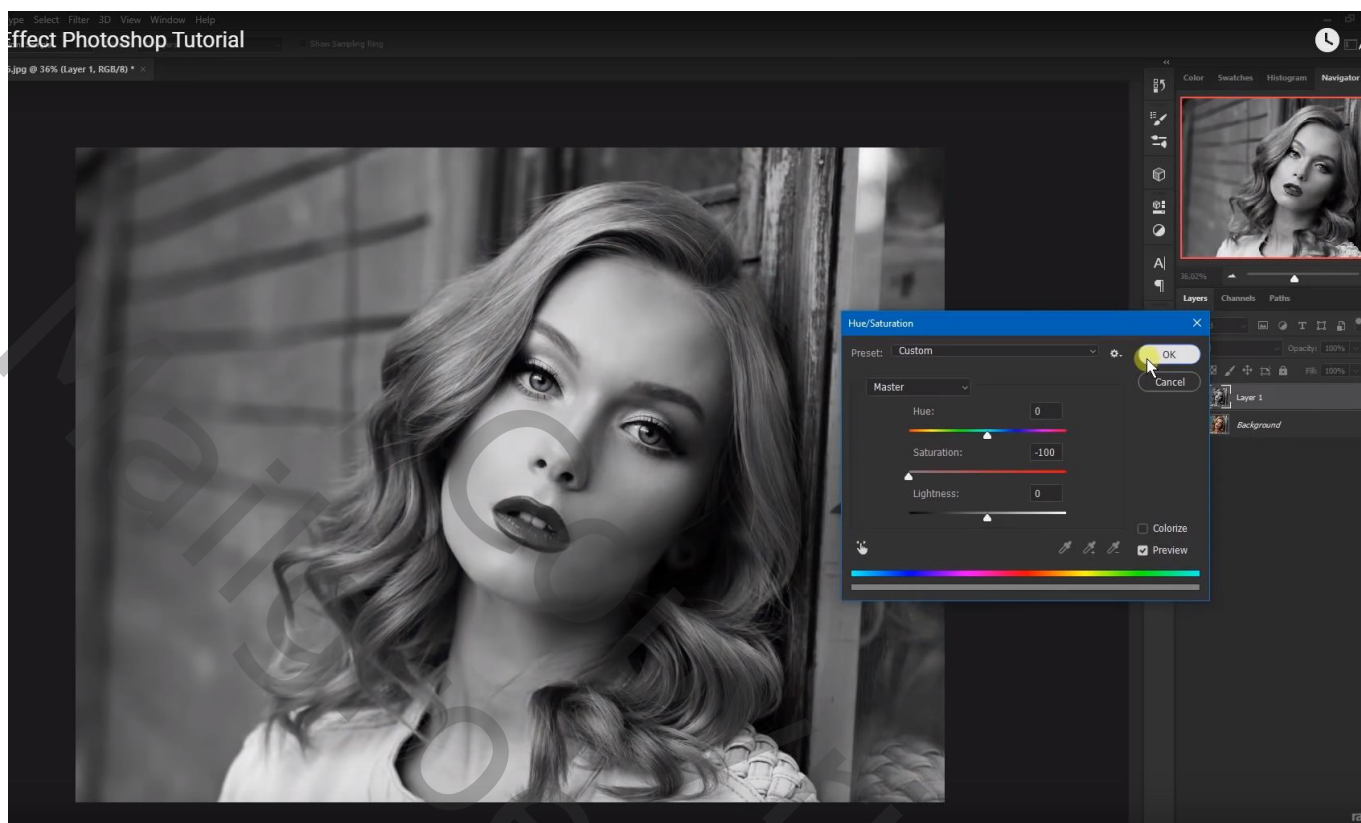 ype Select Filter 3D View Window Help
Effect Photoshop Tutorial
Show Sampling Ring
.jpg @ 36% (Layer 1, RGB/8) * ×
Color Swatches Histogram Navigator
36.02%
Layers Channels Paths
Opacity: 100%
Fill: 100%
Layer 1
Background
Hue/Saturation
Preset: Custom
OK
Cancel
Master
Hue: 0
Saturation: -100
Lightness: 0
Colorize
Preview